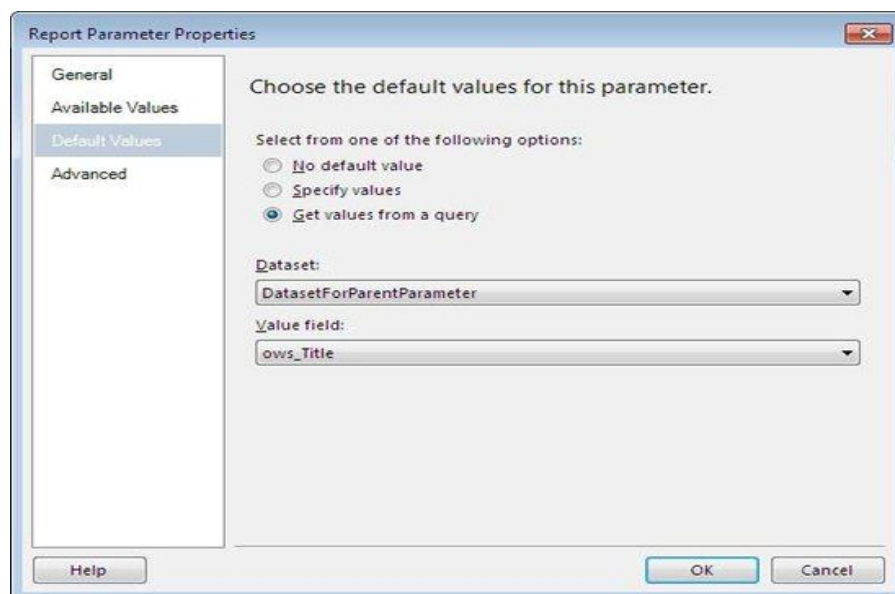 Report Parameter Properties
General
Available Values
Default Values
Advanced
Choose the default values for this parameter.
Select from one of the following options:
No default value
Specify values
Get values from a query
Dataset:
DatasetForParentParameter
Value field:
ows_Title
Help
OK
Cancel